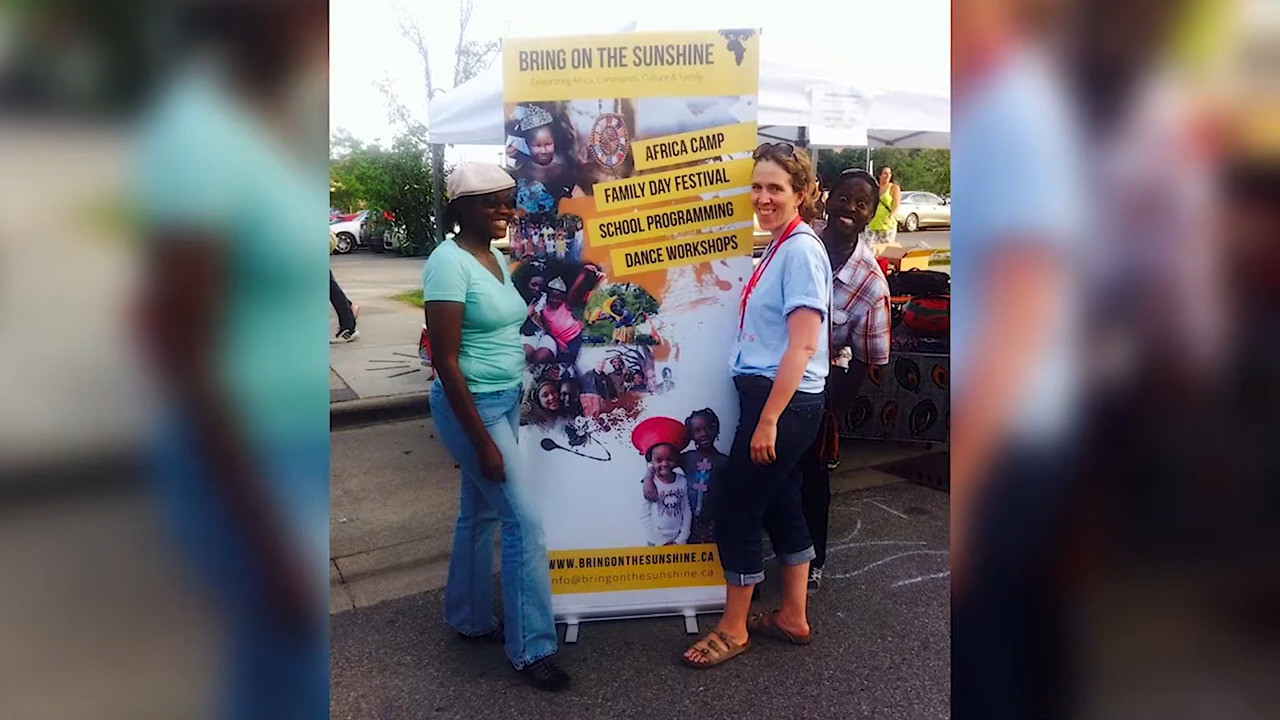 BRING ON THE SUNSHINE
Celebrating Africa, Community, Culture & Family
AFRICA CAMP
FAMILY DAY FESTIVAL
SCHOOL PROGRAMMING
DANCE WORKSHOPS
WWW.BRINGONTHESUNSHINE.CA
info@bringonthesunshine.ca